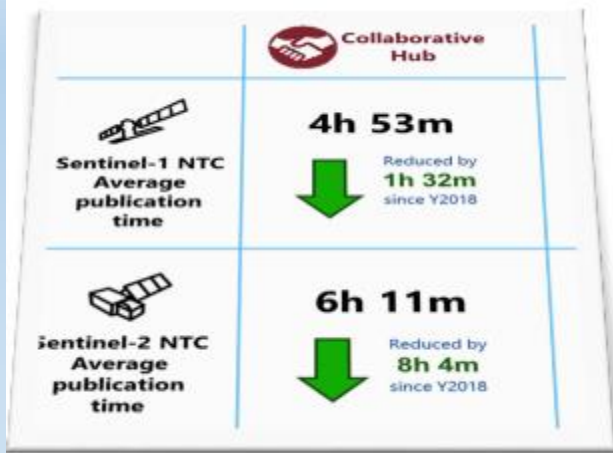 Collaborative
Hub
Sentinel-1 NTC
Average
publication
time
4h 53m
Reduced by
1h 32m
since Y2018
Sentinel-2 NTC
Average
publication
time
6h 11m
Reduced by
8h 4m
since Y2018